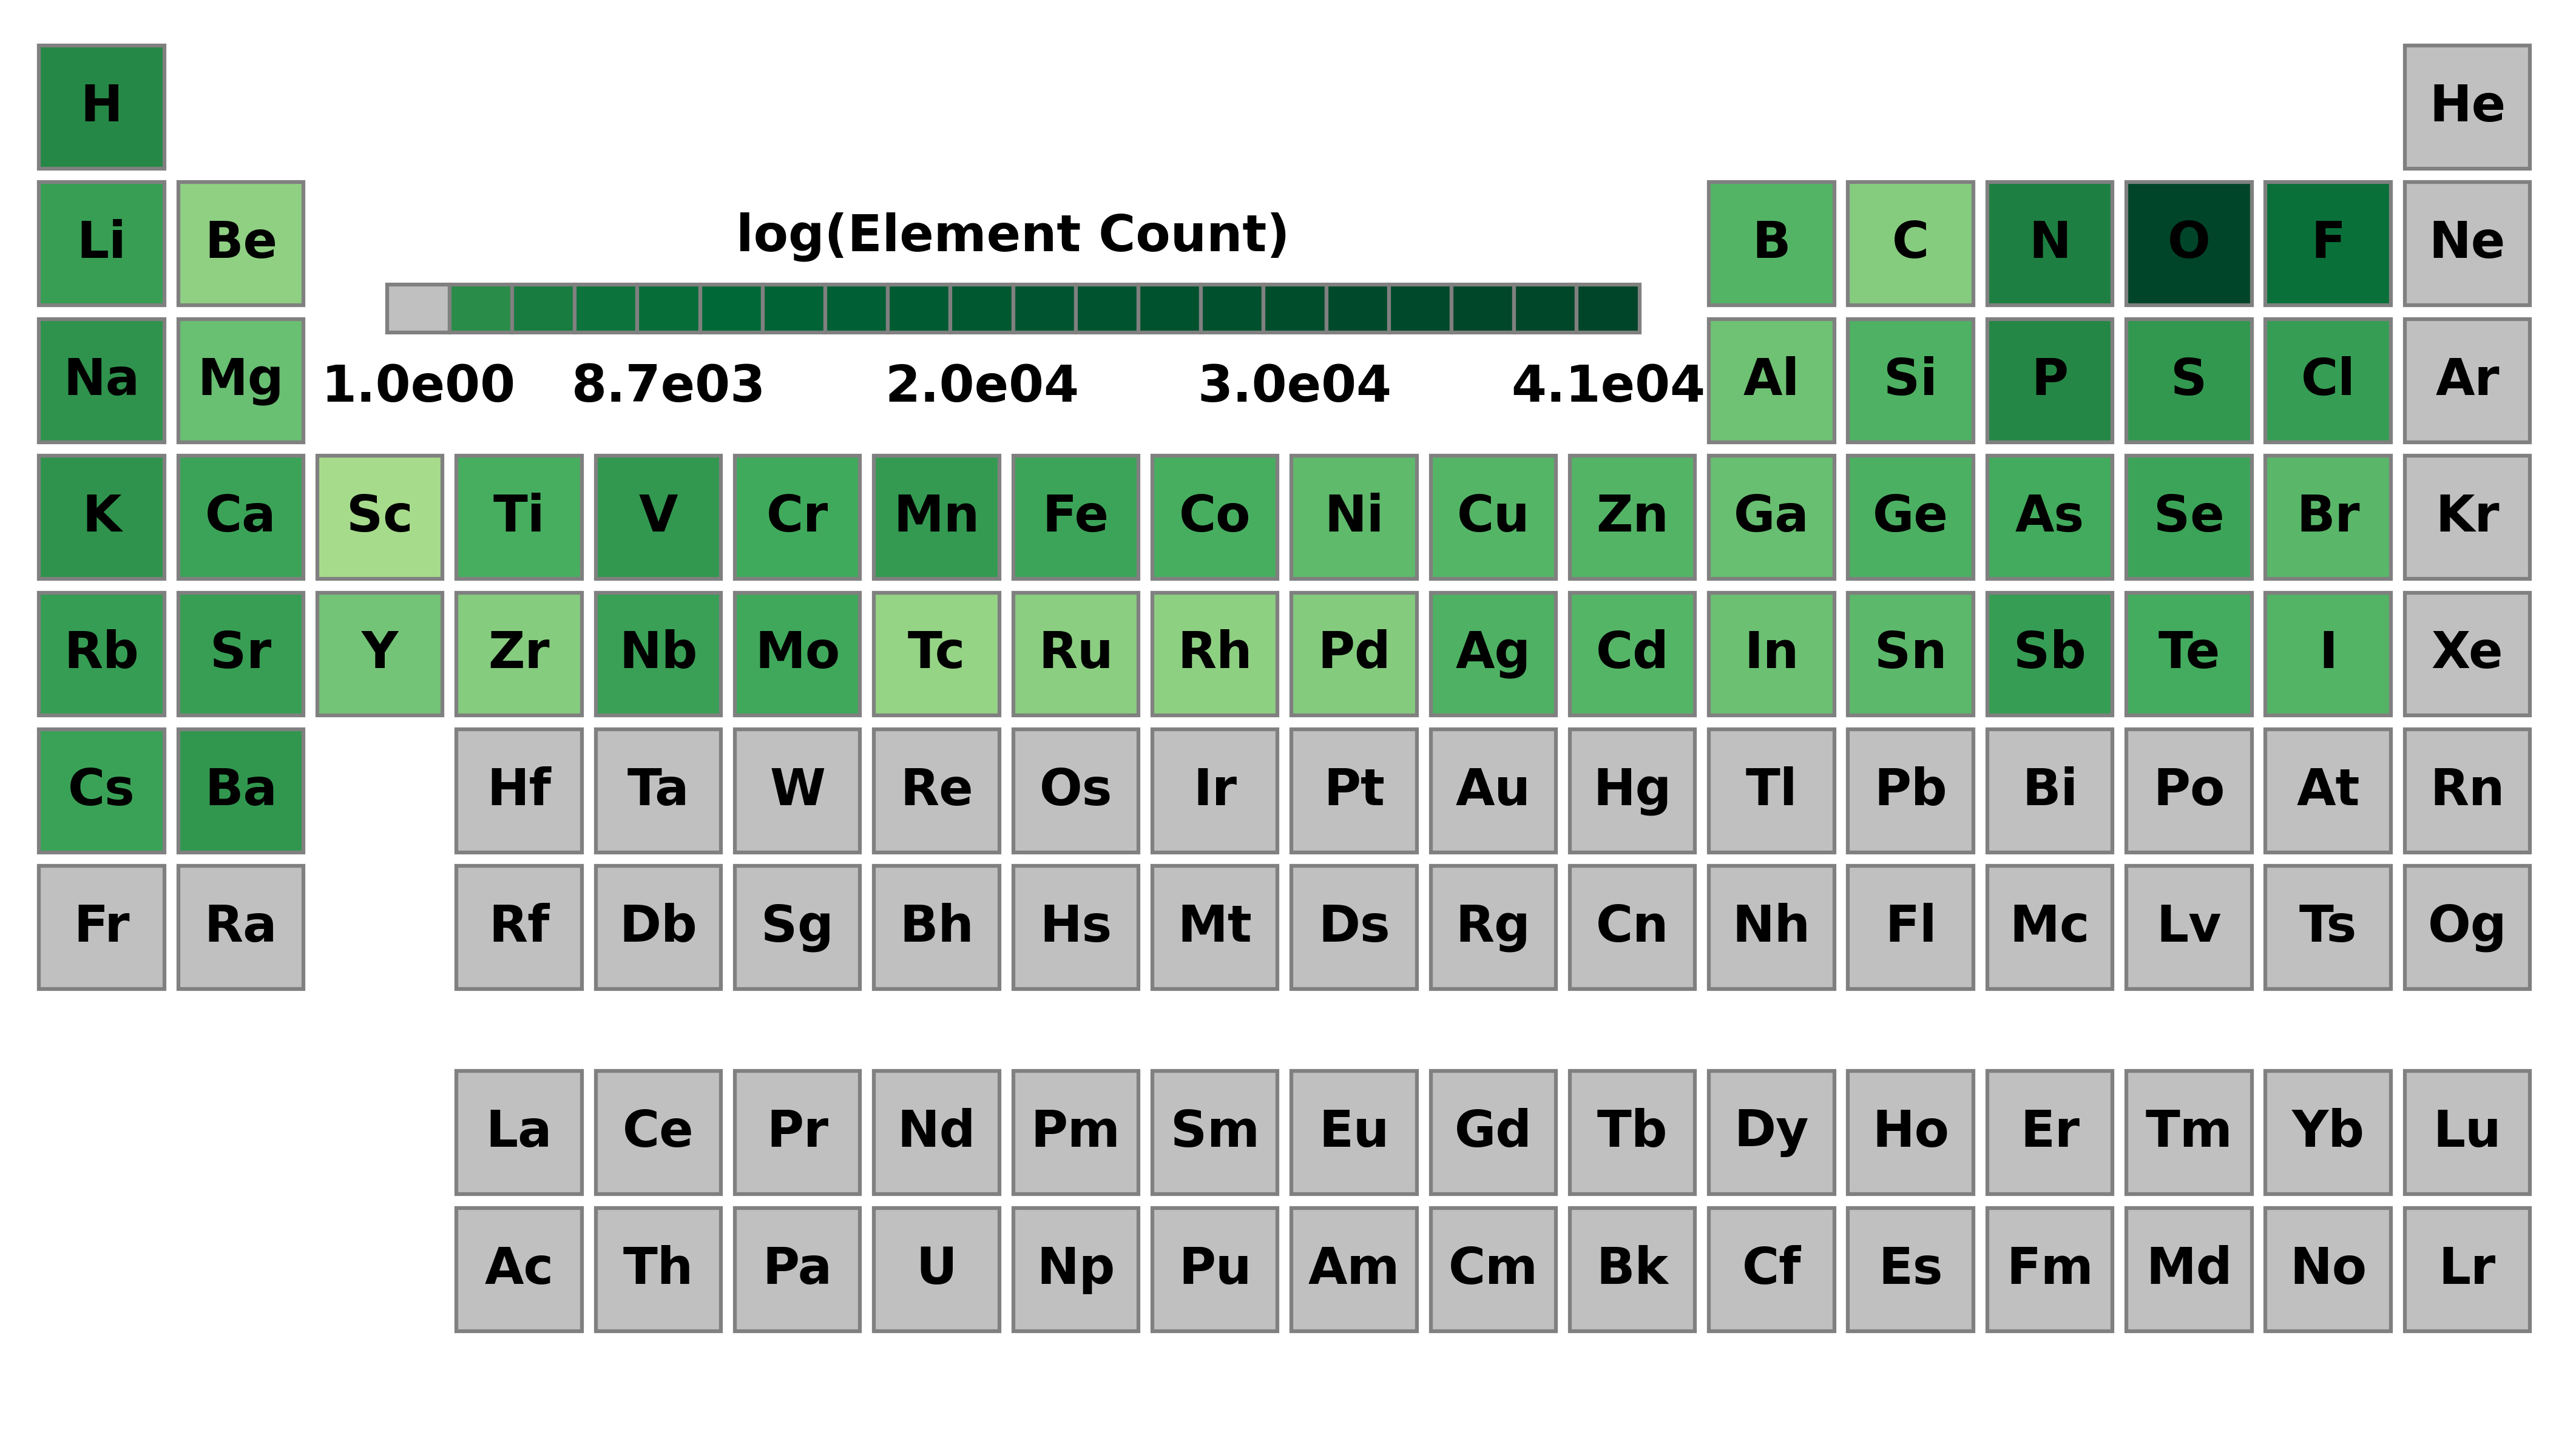 H He
Li Be log(Element Count) B C N O F Ne
Na Mg 1.0e00 8.7e03 2.0e04 3.0e04 4.1e04 Al Si P S Cl Ar
K Ca Sc Ti V Cr Mn Fe Co Ni Cu Zn Ga Ge As Se Br Kr
Rb Sr Y Zr Nb Mo Tc Ru Rh Pd Ag Cd In Sn Sb Te I Xe
Cs Ba Hf Ta W Re Os Ir Pt Au Hg Tl Pb Bi Po At Rn
Fr Ra Rf Db Sg Bh Hs Mt Ds Rg Cn Nh Fl Mc Lv Ts Og
La Ce Pr Nd Pm Sm Eu Gd Tb Dy Ho Er Tm Yb Lu
Ac Th Pa U Np Pu Am Cm Bk Cf Es Fm Md No Lr